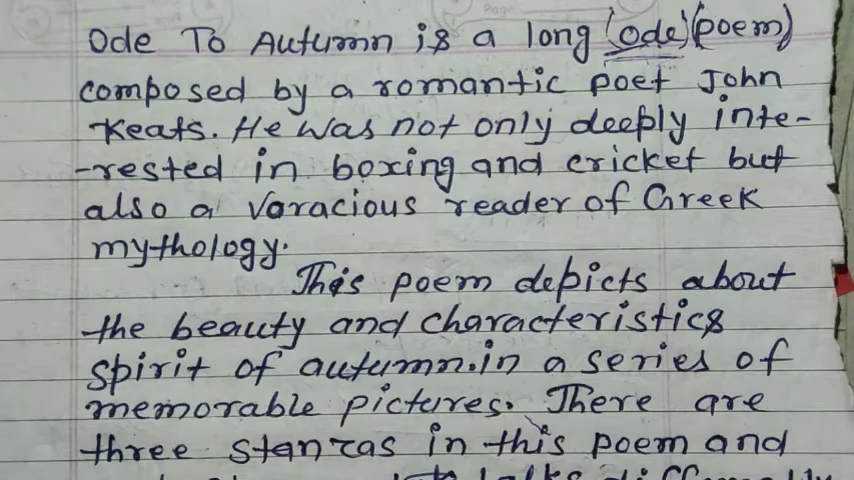 Ode To Autumn is a long (ode) (poem)
composed by a romantic poet John
Keats. He was not only deeply inte-
-rested in boxing and cricket but
also a voracious reader of Greek
mythology.
This poem depicts about
the beauty and characteristics
spirit of autumn. in a series of
memorable pictures. There are
three stanzas in this poem and
talks differently